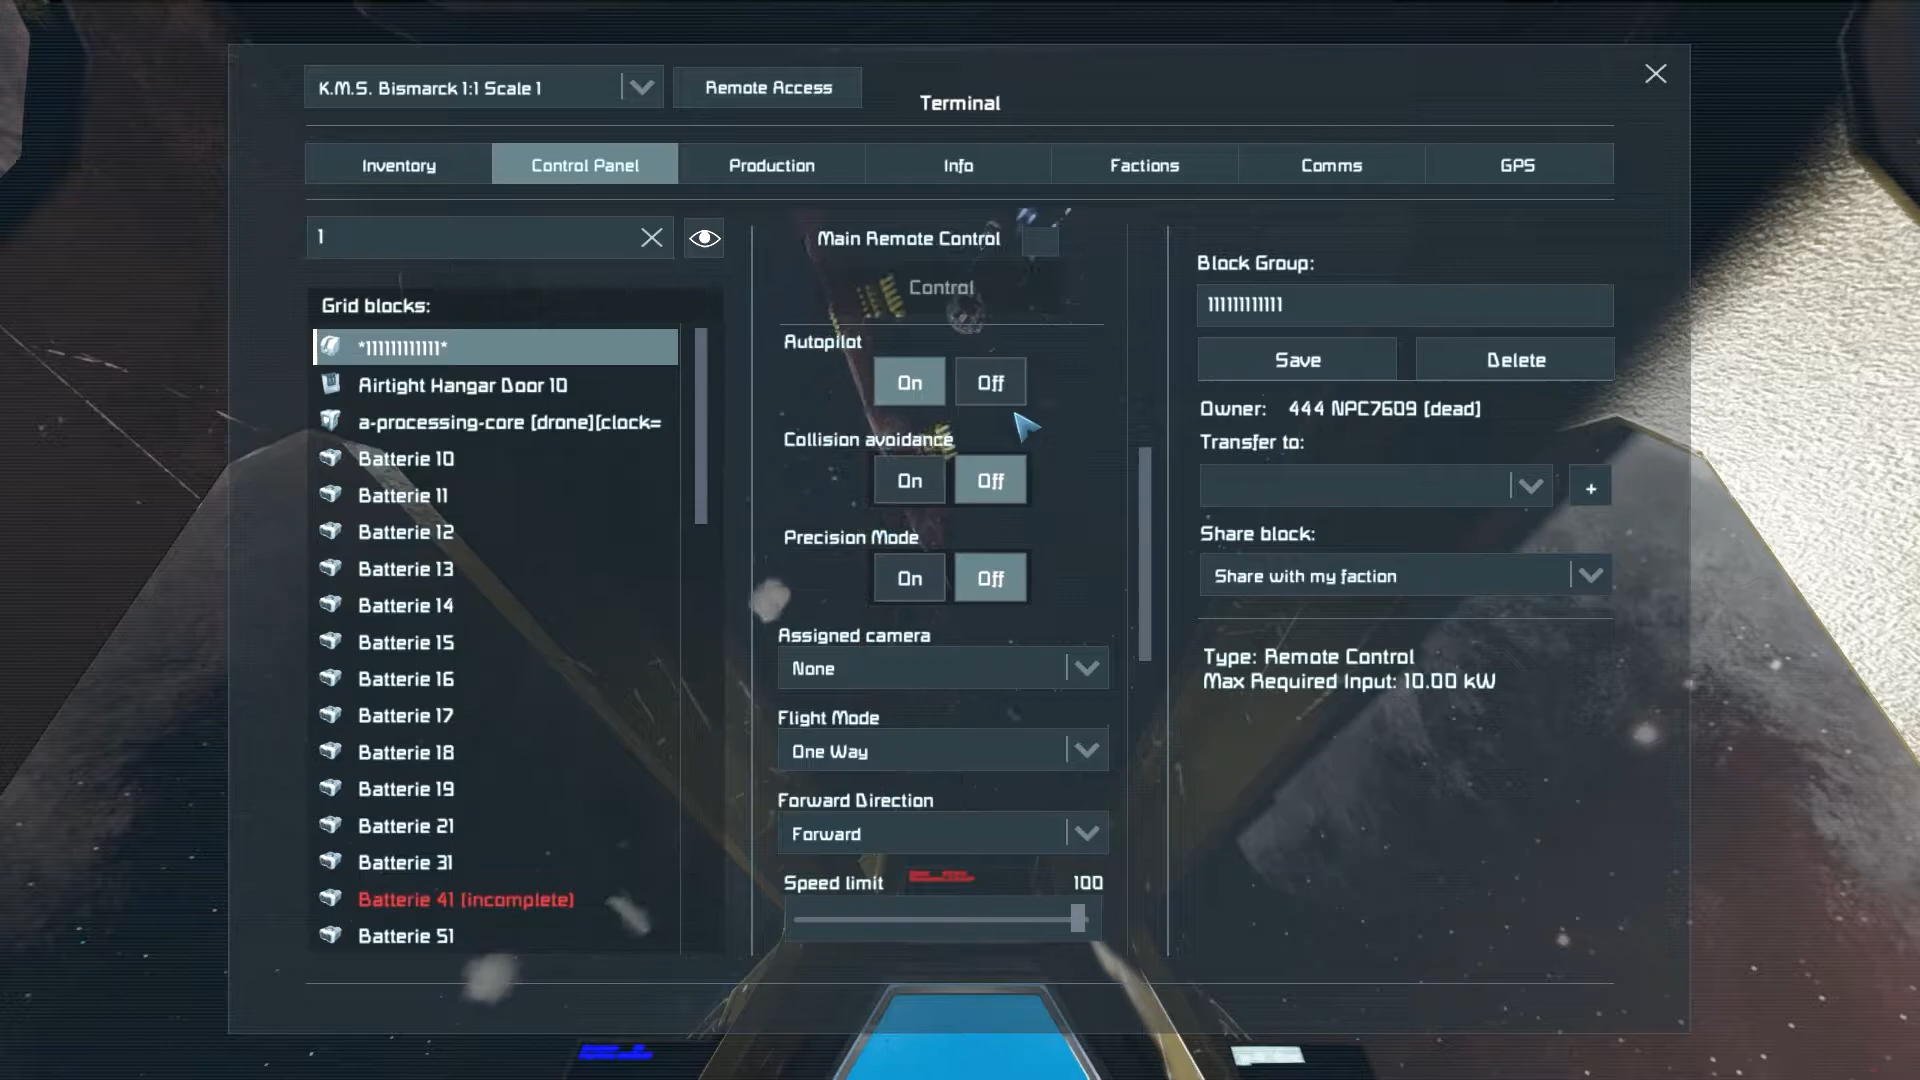 K.M.S. Bismarck 1:1 Scale 1
Remote Access
Terminal
Inventory
Control Panel
Production
Info
Factions
Comms
GPS
1
Grid blocks:
*111111111111*
Airtight Hangar Door 10
a-processing-core [drone][clock=
Batterie 10
Batterie 11
Batterie 12
Batterie 13
Batterie 14
Batterie 15
Batterie 16
Batterie 17
Batterie 18
Batterie 19
Batterie 21
Batterie 31
Batterie 41 (incomplete)
Batterie 51
Main Remote Control
Control
Autopilot
On
Off
Collision avoidance
On
Off
Precision Mode
On
Off
Assigned camera
None
Flight Mode
One Way
Forward Direction
Forward
Speed limit
100
Block Group:
111111111111
Save
Delete
Owner: 444 NPC7609 [dead]
Transfer to:
+
Share block:
Share with my faction
Type: Remote Control
Max Required Input: 10.00 kW